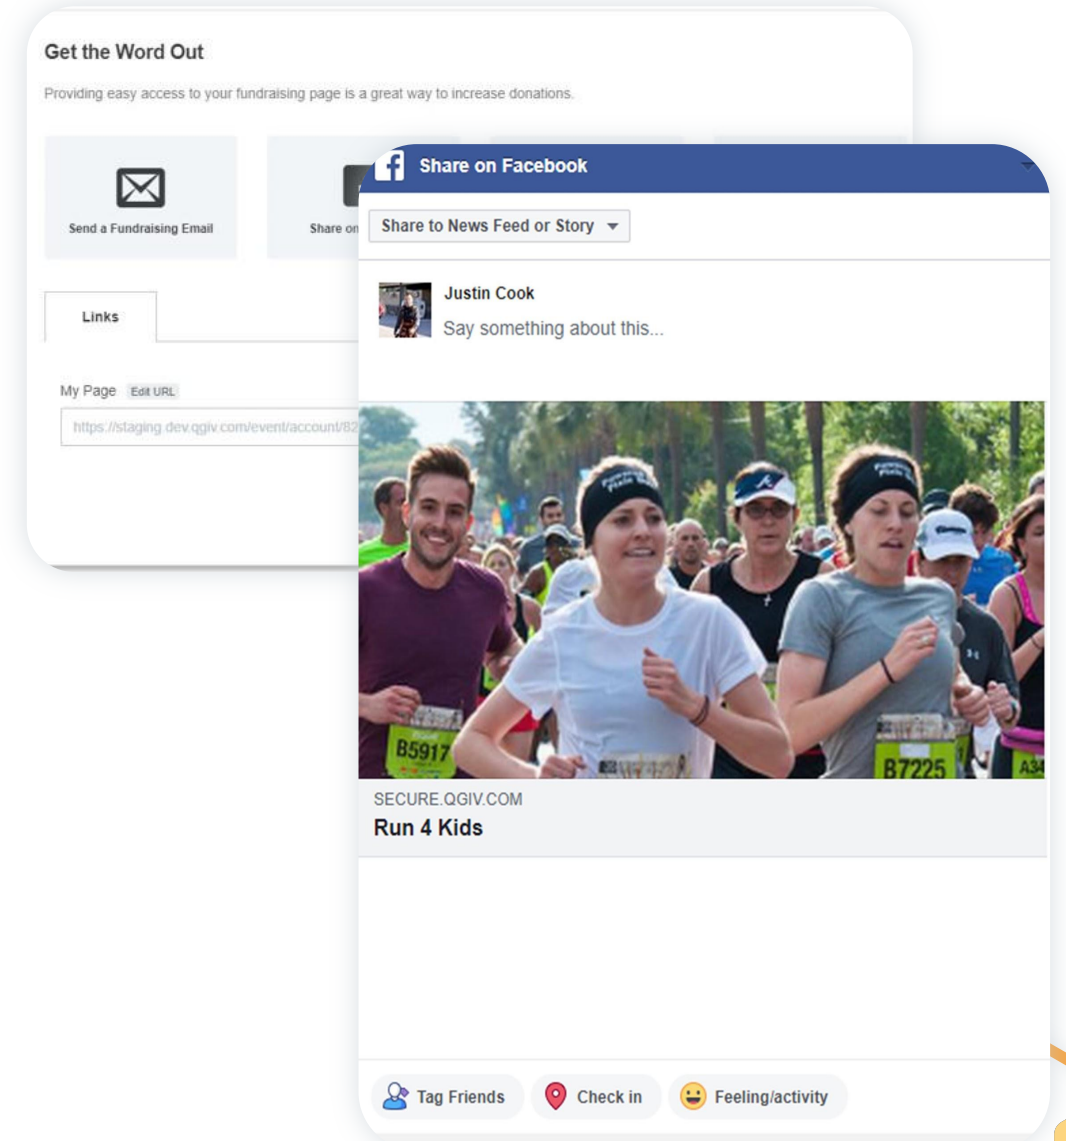 Get the Word Out
Providing easy access to your fundraising page is a great way to increase donations.
Send a Fundraising Email
Share on
Links
My Page Edit URL
https://staging.dev.qgiv.com/event/account/82
Share on Facebook
Share to News Feed or Story
Justin Cook
Say something about this...
B5917
B7225
A34
SECURE.QGIV.COM
Run 4 Kids
Tag Friends
Check in
Feeling/activity